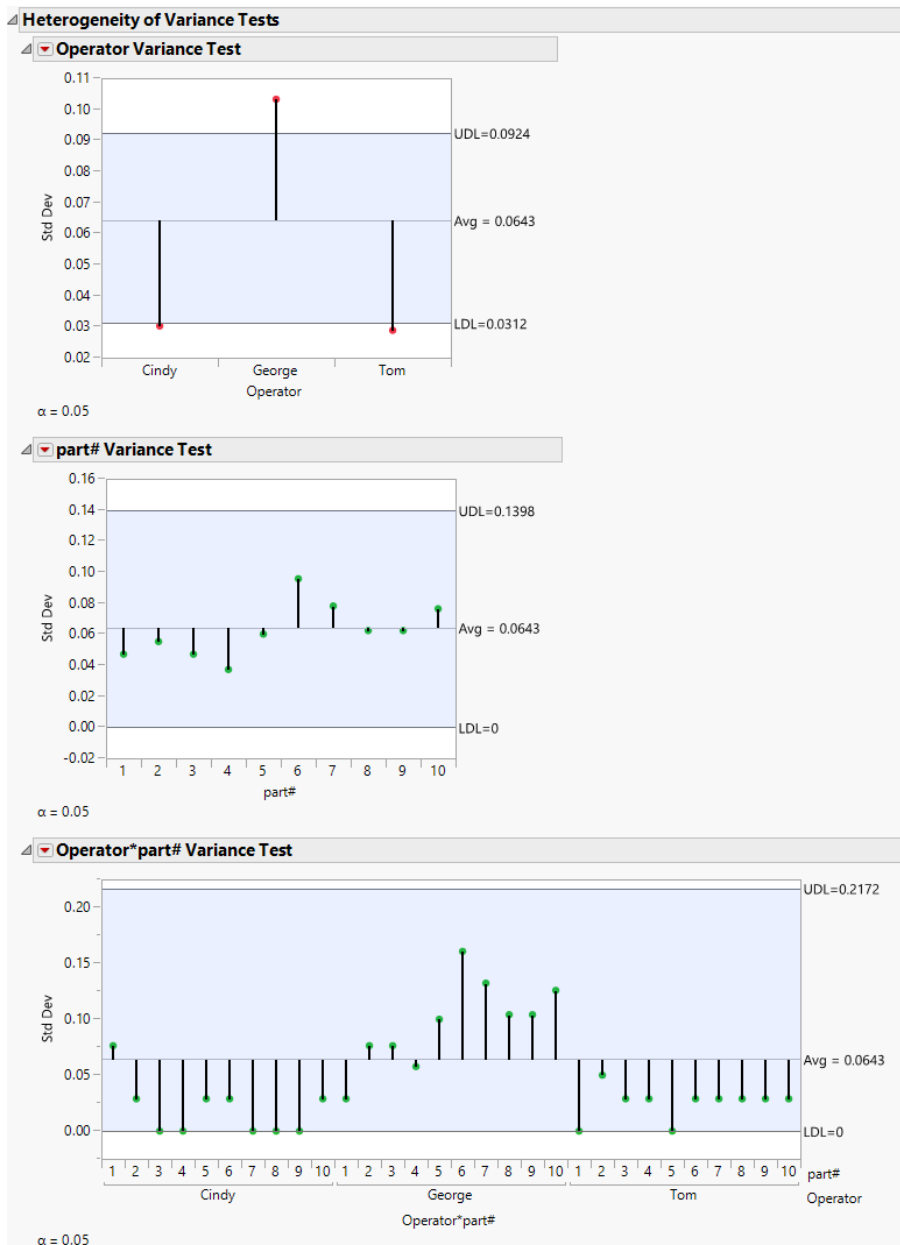 Heterogeneity of Variance Tests
Operator Variance Test
0.11
0.10
0.09
UDL=0.0924
0.08
0.07
Avg = 0.0643
0.06
0.05
0.04
0.03
LDL=0.0312
0.02
Std Dev
Cindy George Tom
Operator
α = 0.05
part# Variance Test
0.16
0.14
UDL=0.1398
0.12
0.10
0.08
0.06
Avg = 0.0643
0.04
0.02
0.00
LDL=0
-0.02
Std Dev
1 2 3 4 5 6 7 8 9 10
part#
α = 0.05
Operator*part# Variance Test
UDL=0.2172
0.20
0.15
0.10
0.05
Avg = 0.0643
0.00
LDL=0
Std Dev
1 2 3 4 5 6 7 8 9 10 1 2 3 4 5 6 7 8 9 10 1 2 3 4 5 6 7 8 9 10 part#
Cindy George Tom Operator
Operator*part#
α = 0.05